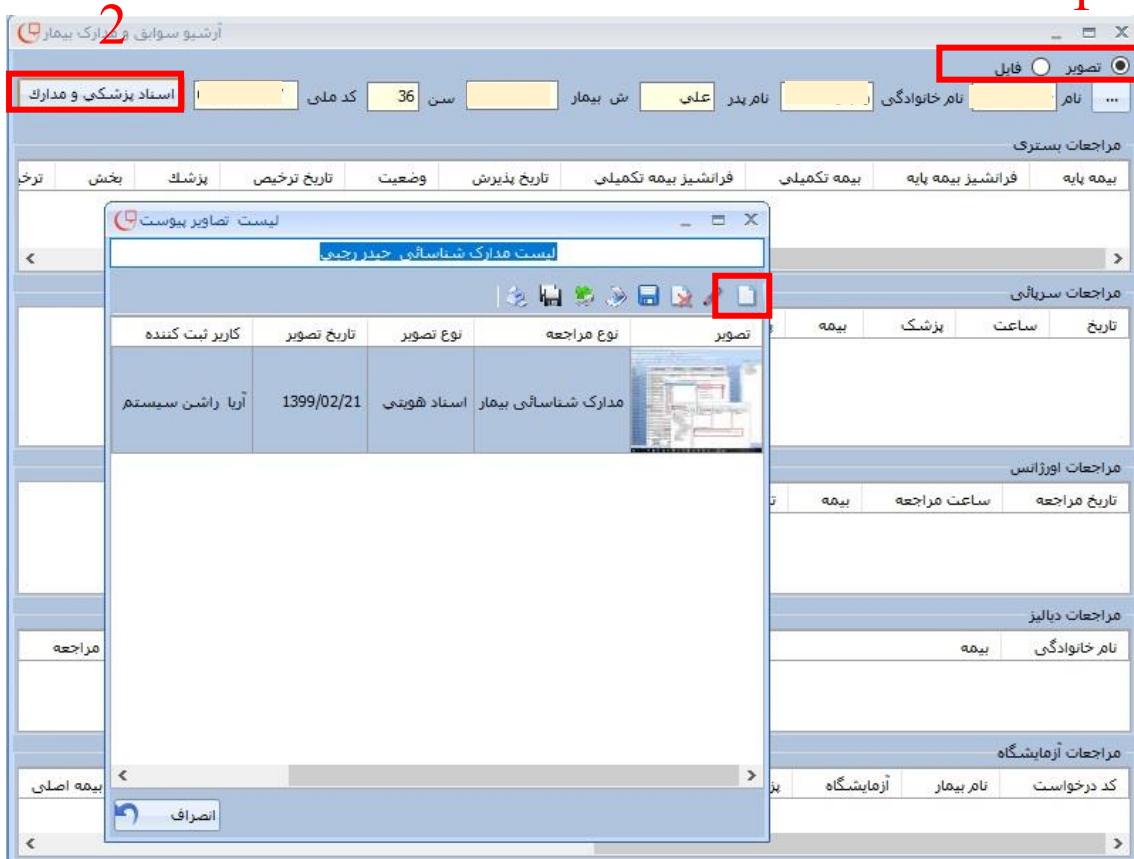 1
2
آرشیو سوابق و مدارک بیمار
تصویر فایل
... نام نام خانوادگی نام پدر علی ش بیمار سن 36 کد ملی اسناد پزشکی و مدارک
مراجعات بستری
بیمه پایه فرانشیز بیمه پایه بیمه تکمیلی فرانشیز بیمه تکمیلی تاریخ پذیرش وضعیت تاریخ ترخیص پزشک بخش
لیست تصاویر پیوست
لیست مدارک شناسائی حیدر رجبی
تصویر نوع مراجعه نوع تصویر تاریخ تصویر کاربر ثبت کننده
مدارک شناسائی بیمار اسناد هویتی 1399/02/21 آریا راشن سیستم
انصراف
مراجعات سرپائی
تاریخ ساعت پزشک بیمه
مراجعات اورژانس
تاریخ مراجعه ساعت مراجعه بیمه
مراجعات دیالیز
نام خانوادگی بیمه مراجعه
مراجعات آزمایشگاه
کد درخواست نام بیمار آزمایشگاه بیمه اصلی